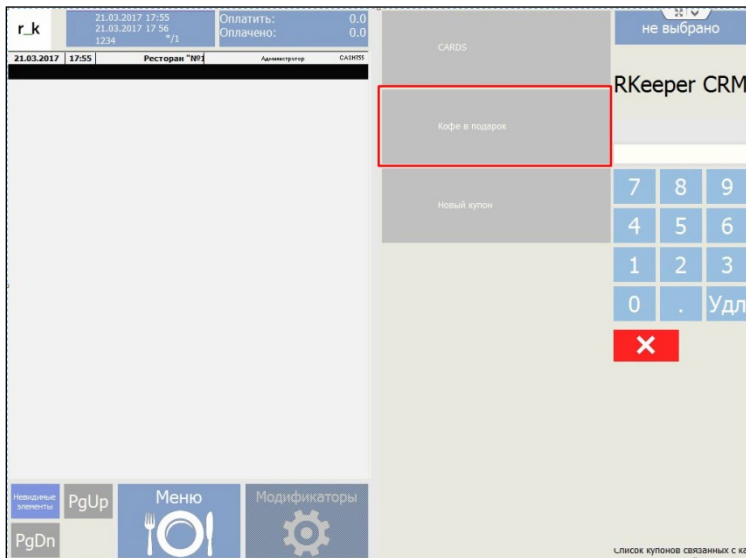 r_k
21.03.2017 17:55
21.03.2017 17 56
1234 */1
Оплатить: 0.0
Оплачено: 0.0
21.03.2017 17:55 Ресторан "№1 Администратор CASH755
CARDS
Кофе в подарок
Новый купон
не выбрано
RKeeper CRM
7 8 9
4 5 6
1 2 3
0 . Удл
Невидимые
элементы
PgUp
PgDn
Меню
Модификаторы
Список купонов связанных с ка